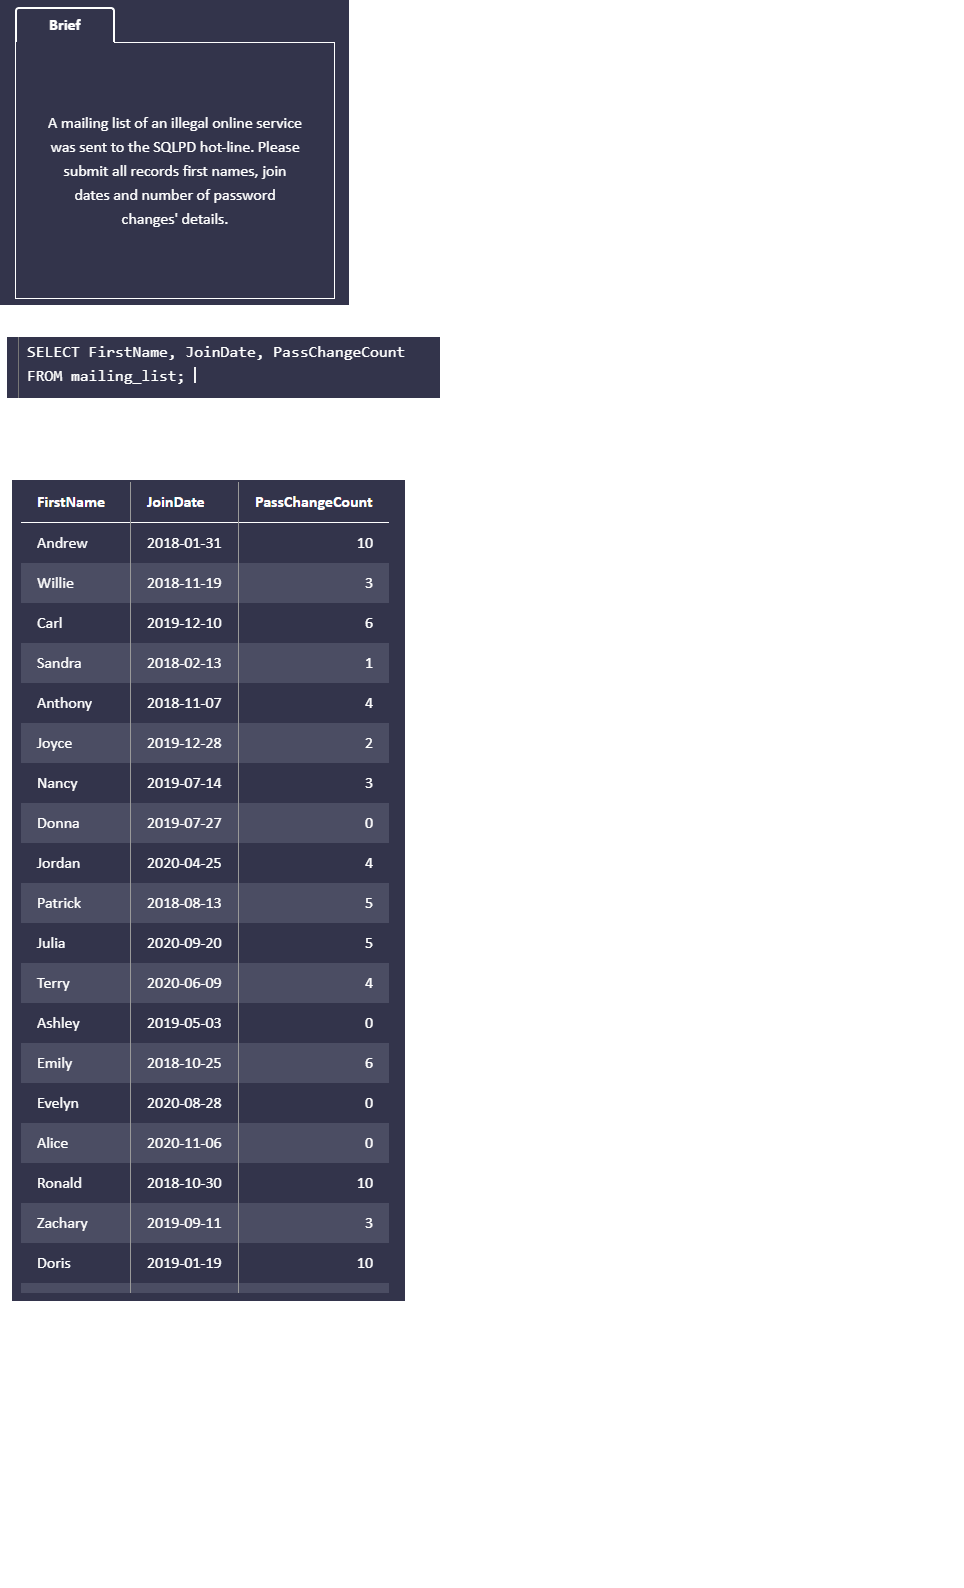 Brief
A mailing list of an illegal online service
was sent to the SQLPD hot-line. Please
submit all records first names, join
dates and number of password
changes' details.
SELECT FirstName, JoinDate, PassChangeCount
FROM mailing_list;
FirstName JoinDate PassChangeCount
Andrew 2018-01-31 10
Willie 2018-11-19 3
Carl 2019-12-10 6
Sandra 2018-02-13 1
Anthony 2018-11-07 4
Joyce 2019-12-28 2
Nancy 2019-07-14 3
Donna 2019-07-27 0
Jordan 2020-04-25 4
Patrick 2018-08-13 5
Julia 2020-09-20 5
Terry 2020-06-09 4
Ashley 2019-05-03 0
Emily 2018-10-25 6
Evelyn 2020-08-28 0
Alice 2020-11-06 0
Ronald 2018-10-30 10
Zachary 2019-09-11 3
Doris 2019-01-19 10